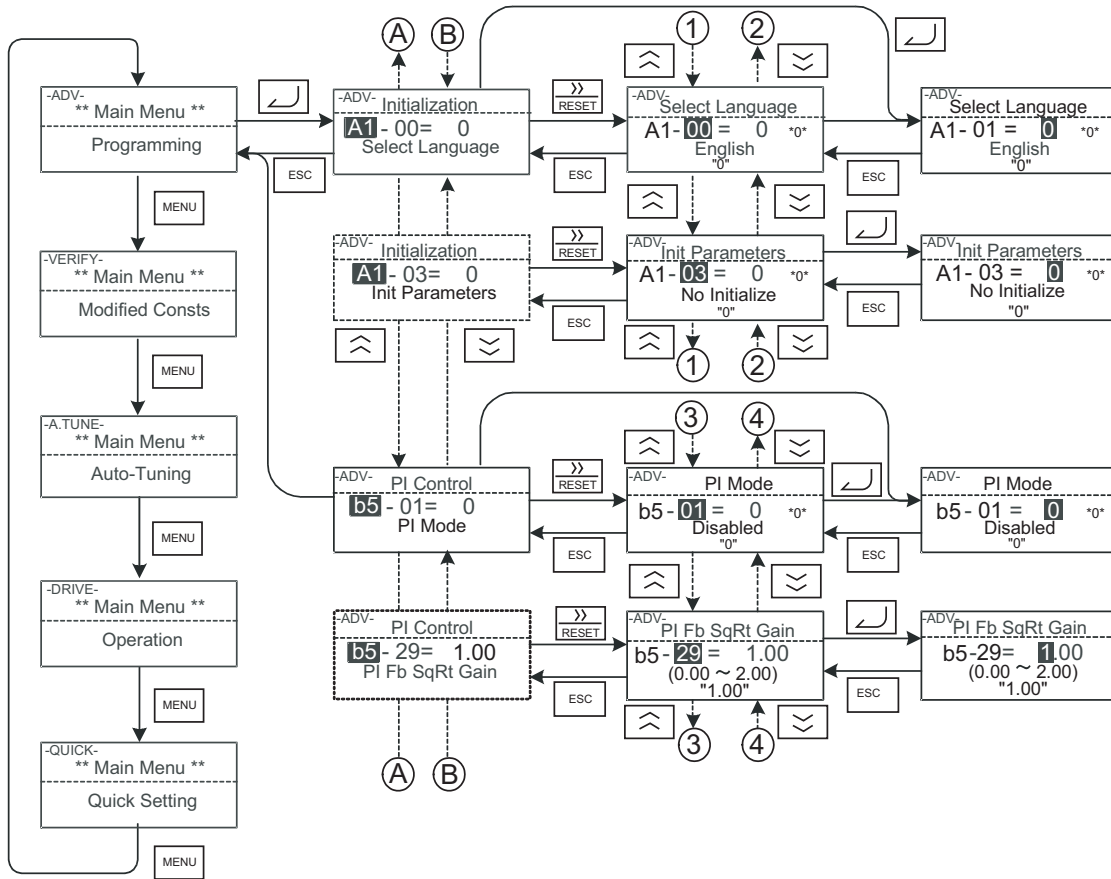 A
B
1
2
-ADV-
** Main Menu **
Programming
-ADV-
Initialization
A1 - 00= 0
Select Language
RESET
-ADV-
Select Language
A1- 00 = 0 *0*
English
"0"
-ADV-
Select Language
A1- 01 = 0 *0*
English
"0"
ESC
ESC
ESC
MENU
-VERIFY-
** Main Menu **
Modified Consts
-ADV-
Initialization
A1 - 03= 0
Init Parameters
RESET
-ADV-
Init Parameters
A1- 03 = 0 *0*
No Initialize
"0"
-ADV-
Init Parameters
A1- 03 = 0 *0*
No Initialize
"0"
ESC
ESC
1
2
MENU
-A.TUNE-
** Main Menu **
Auto-Tuning
3
4
-ADV-
PI Control
b5 - 01= 0
PI Mode
RESET
-ADV-
PI Mode
b5- 01 = 0 *0*
Disabled
"0"
-ADV-
PI Mode
b5- 01 = 0 *0*
Disabled
"0"
ESC
ESC
MENU
-DRIVE-
** Main Menu **
Operation
-ADV-
PI Control
b5 - 29= 1.00
PI Fb SqRt Gain
RESET
-ADV-
PI Fb SqRt Gain
b5- 29= 1.00
(0.00 ~ 2.00)
"1.00"
-ADV-
PI Fb SqRt Gain
b5-29= 1.00
(0.00 ~ 2.00)
"1.00"
ESC
ESC
MENU
3
4
A
B
-QUICK-
** Main Menu **
Quick Setting
MENU